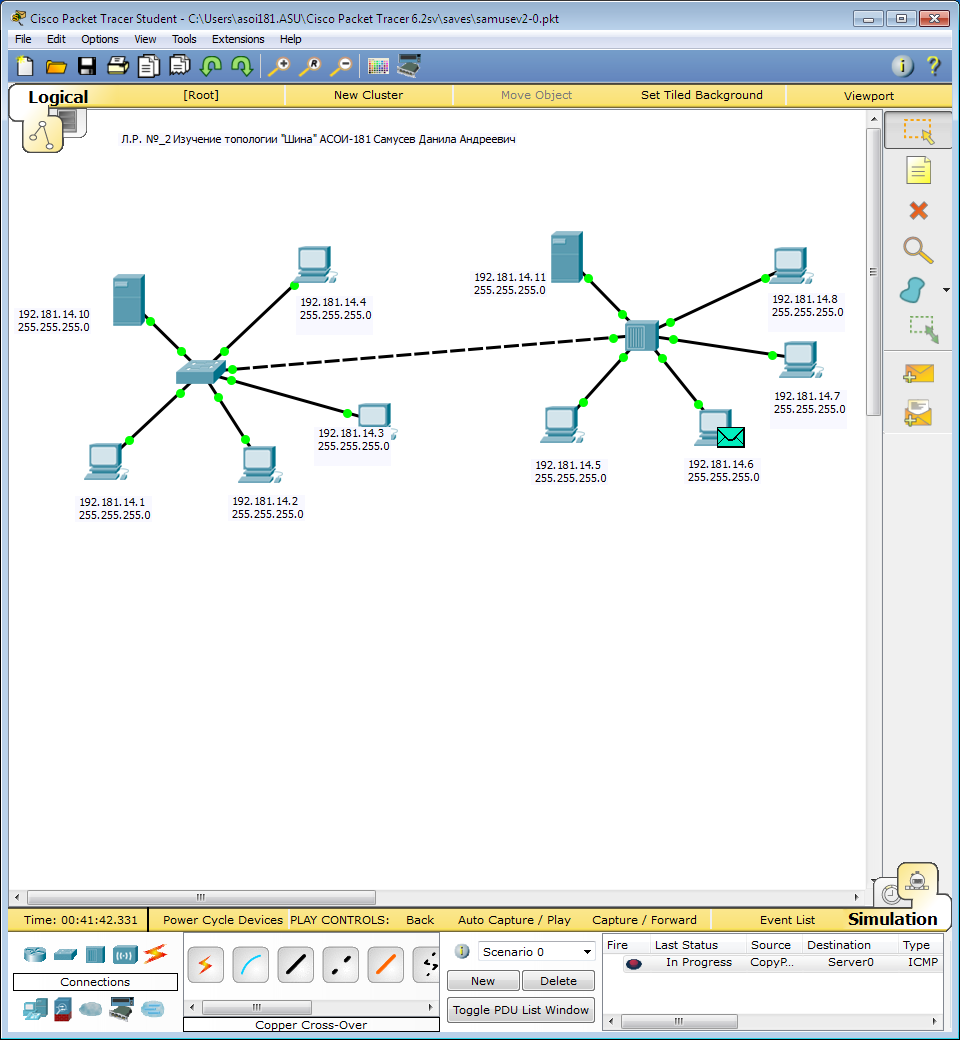 Cisco Packet Tracer Student - C:\Users\asoi181.ASU\Cisco Packet Tracer 6.2sv\saves\samusev2-0.pkt
File Edit Options View Tools Extensions Help
Logical [Root] New Cluster Move Object Set Tiled Background Viewport
Л.Р. №_2 Изучение топологии "Шина" АСОИ-181 Самусев Данила Андреевич
192.181.14.11
255.255.255.0
192.181.14.8
255.255.255.0
192.181.14.4
255.255.255.0
192.181.14.10
255.255.255.0
192.181.14.7
255.255.255.0
192.181.14.3
255.255.255.0
192.181.14.5
255.255.255.0
192.181.14.6
255.255.255.0
192.181.14.1
255.255.255.0
192.181.14.2
255.255.255.0
Time: 00:41:42.331 Power Cycle Devices PLAY CONTROLS: Back Auto Capture / Play Capture / Forward Event List Simulation
Connections
Copper Cross-Over
Scenario 0
New Delete
Toggle PDU List Window
Fire Last Status Source Destination Type
In Progress CopyP... Server0 ICMP